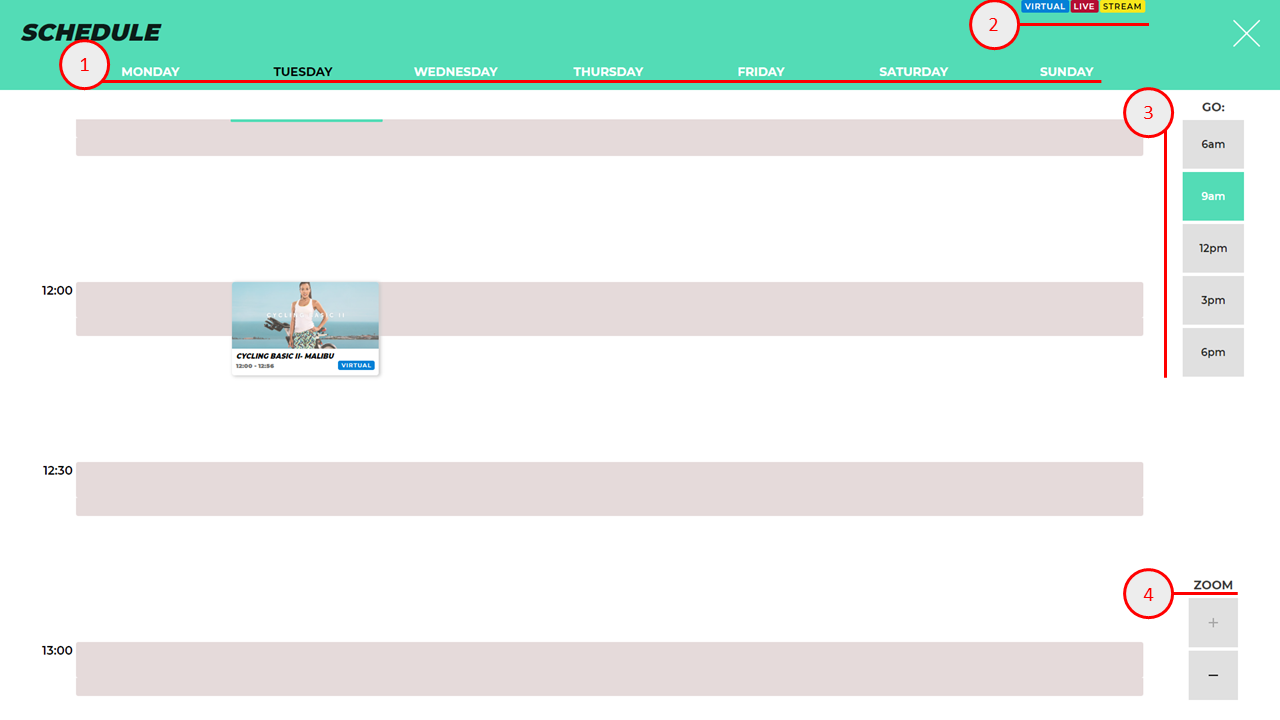 VIRTUAL LIVE STREAM
2
SCHEDULE
1
MONDAY TUESDAY WEDNESDAY THURSDAY FRIDAY SATURDAY SUNDAY
3
GO:
6am
9am
12pm
3pm
6pm
12:00
CYCLING BASIC II
CYCLING BASIC II- MALIBU
12:00 - 12:56
VIRTUAL
12:30
4
ZOOM
+
13:00
−